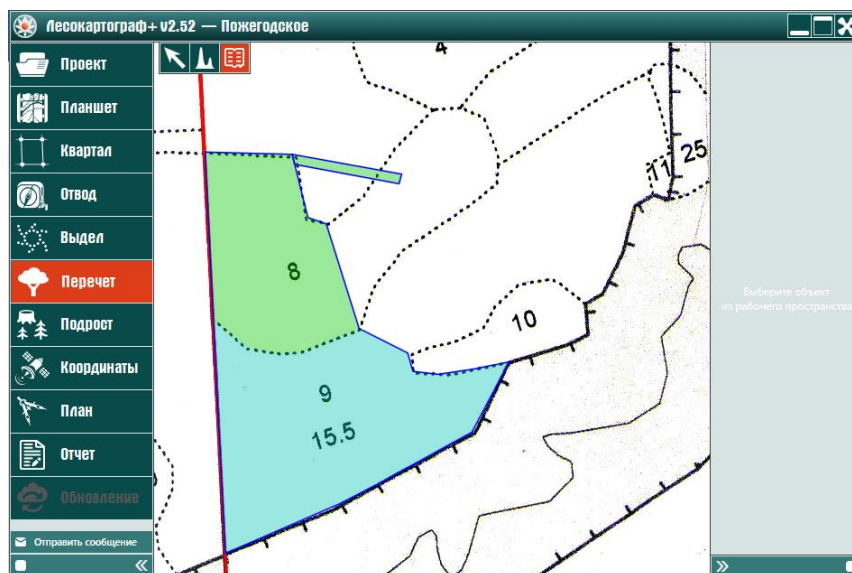 Лесокартограф+ v2.52 — Пожегодское
Проект
Планшет
Квартал
Отвод
Выдел
Перечет
Подрост
Координаты
План
Отчет
Обновление
Отправить сообщение
4
25
11
8
10
9
15.5
Выберите объект
из рабочего пространства